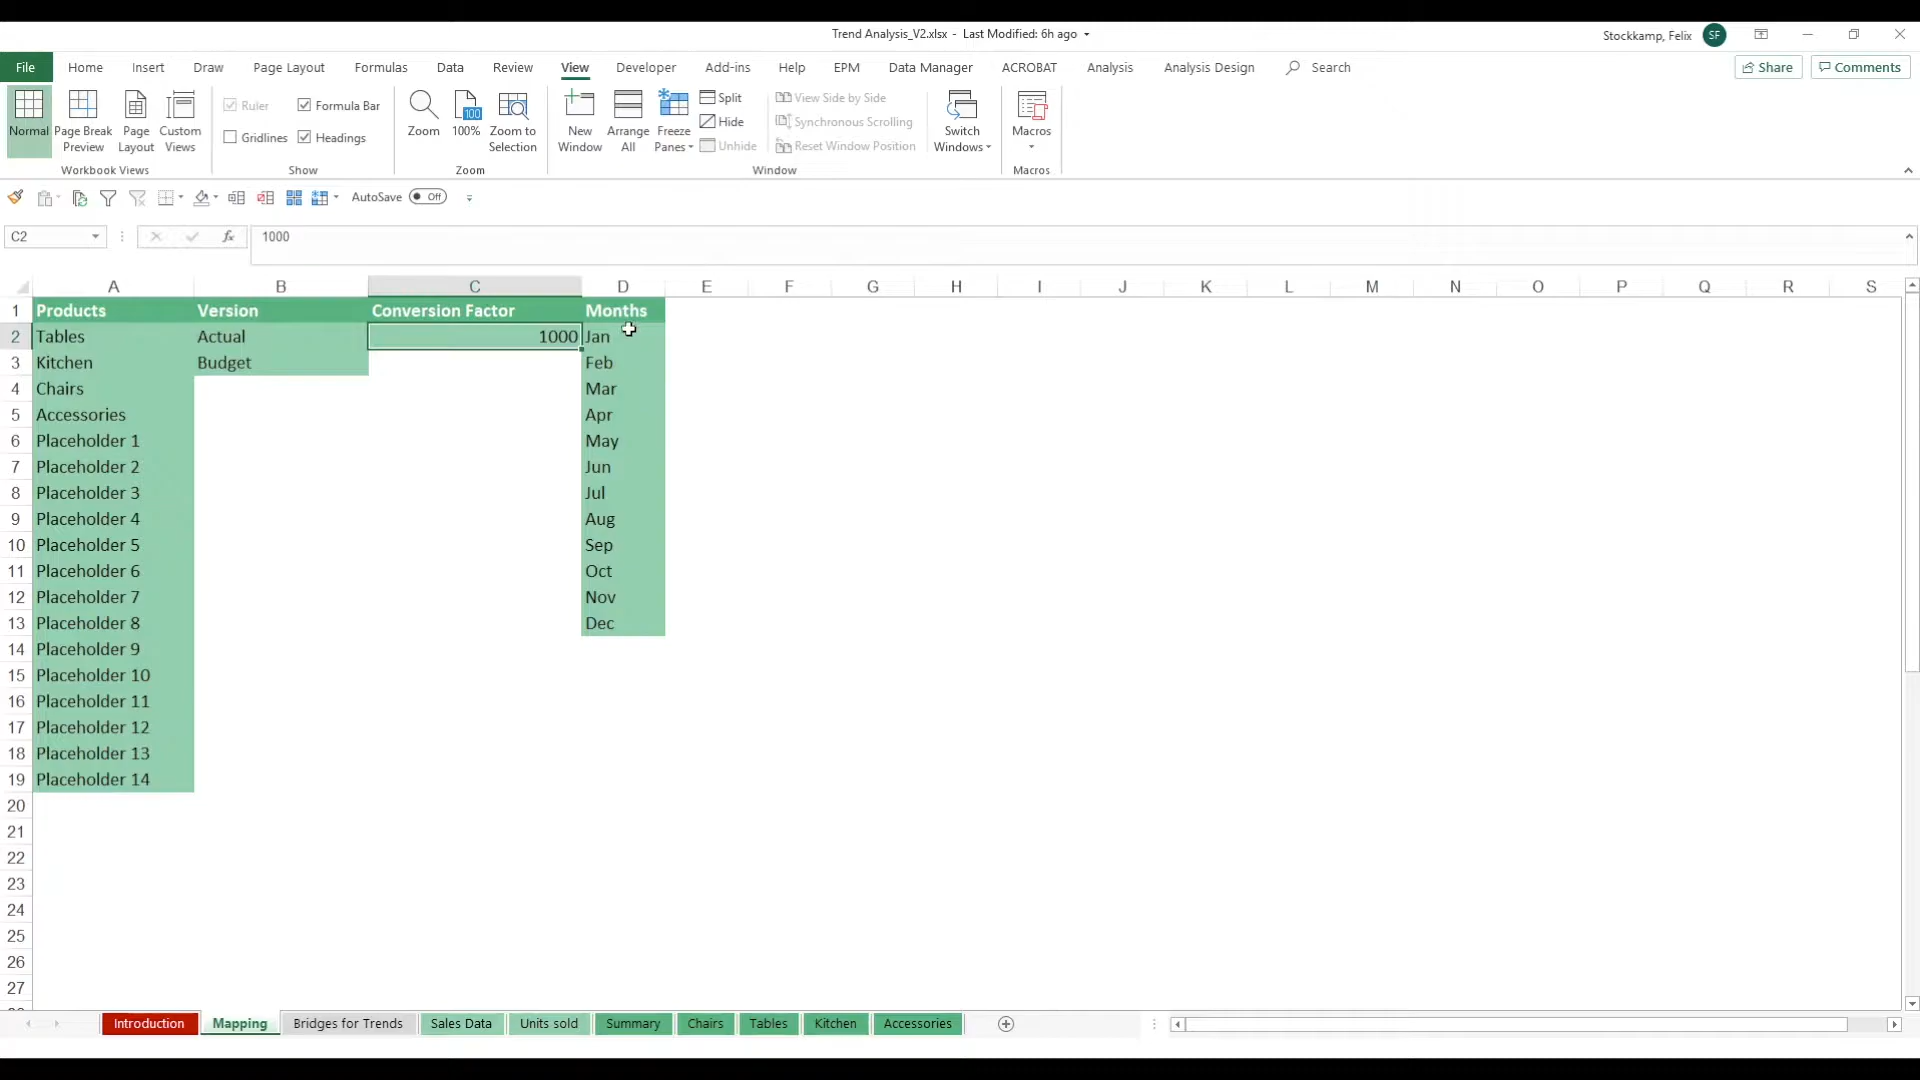 Trend Analysis_V2.xlsx - Last Modified: 6h ago
Stockkamp, Felix SF
File Home Insert Draw Page Layout Formulas Data Review View Developer Add-ins Help EPM Data Manager ACROBAT Analysis Analysis Design Search Share Comments
Normal Page Break Preview Page Layout Custom Views
Workbook Views
Ruler Formula Bar
Gridlines Headings
Show
Zoom 100% Zoom to Selection
100
Zoom
New Window Arrange All Freeze Panes
Split
Hide
Unhide
View Side by Side
Synchronous Scrolling
Reset Window Position
Switch Windows
Window
Macros
Macros
AutoSave Off
C2 fx 1000
A B C D E F G H I J K L M N O P Q R S
1 Products Version Conversion Factor Months
2 Tables Actual 1000 Jan
3 Kitchen Budget Feb
4 Chairs Mar
5 Accessories Apr
6 Placeholder 1 May
7 Placeholder 2 Jun
8 Placeholder 3 Jul
9 Placeholder 4 Aug
10 Placeholder 5 Sep
11 Placeholder 6 Oct
12 Placeholder 7 Nov
13 Placeholder 8 Dec
14 Placeholder 9
15 Placeholder 10
16 Placeholder 11
17 Placeholder 12
18 Placeholder 13
19 Placeholder 14
20
21
22
23
24
25
26
27
Introduction Mapping Bridges for Trends Sales Data Units sold Summary Chairs Tables Kitchen Accessories